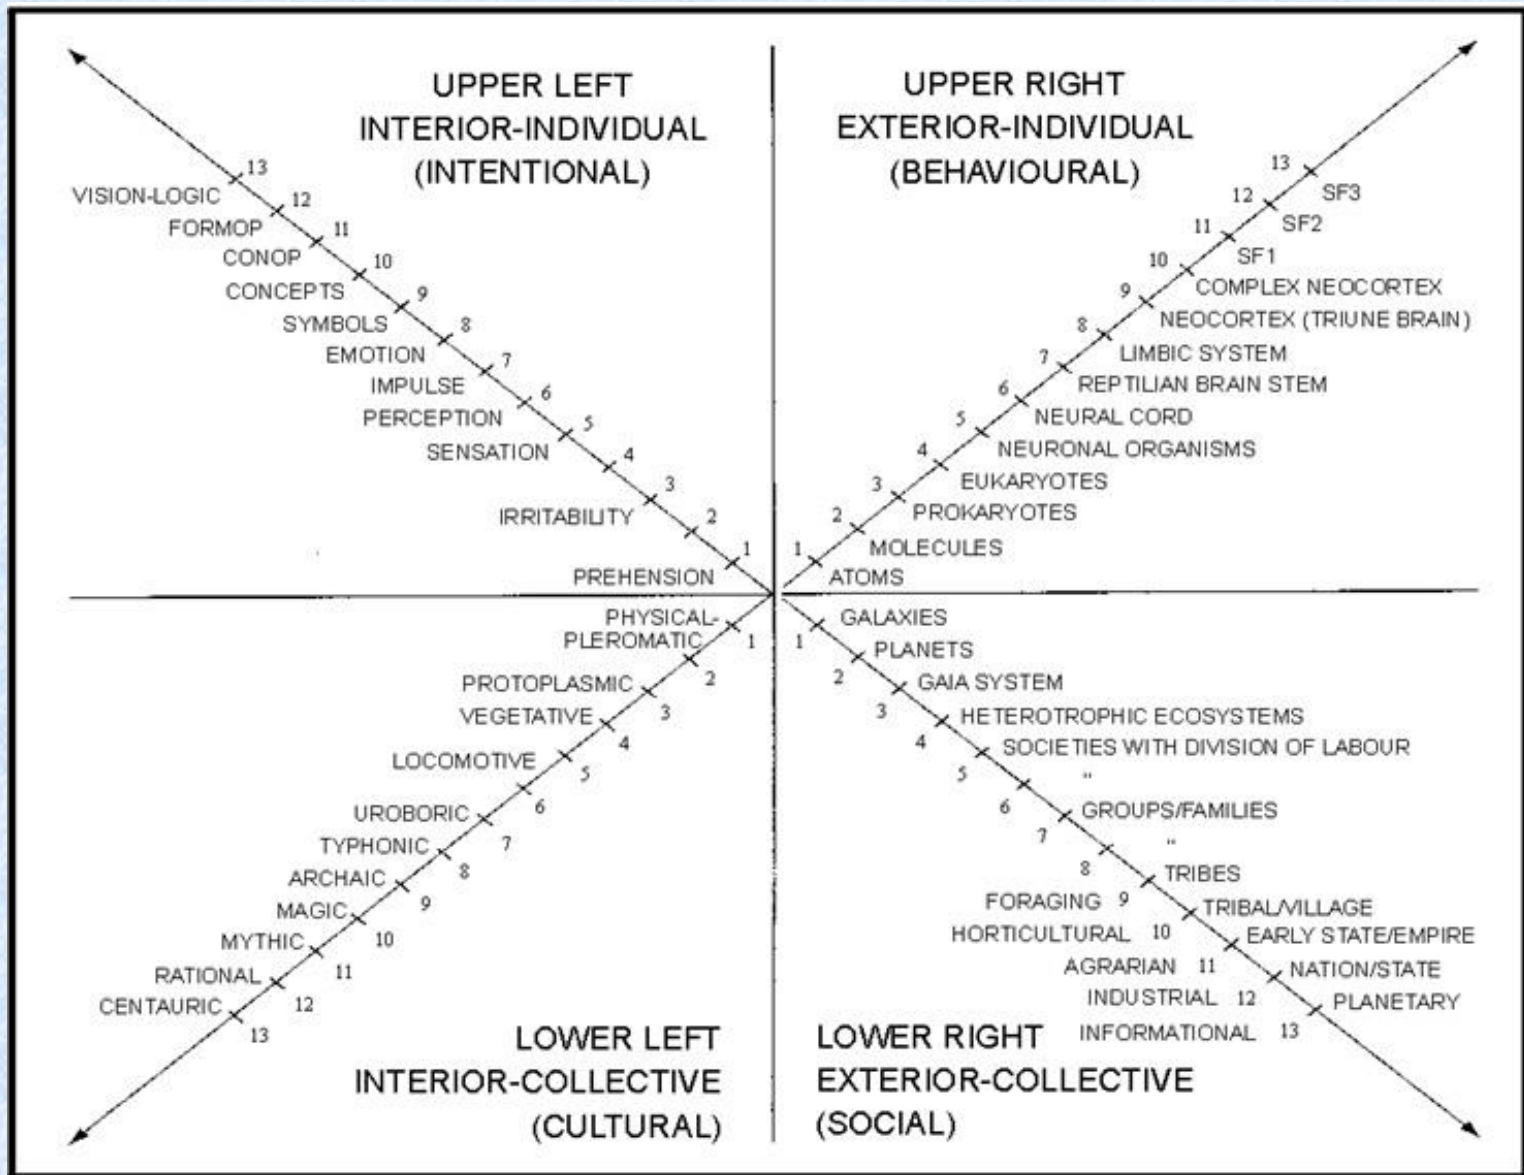 UPPER LEFT
INTERIOR-INDIVIDUAL
(INTENTIONAL)
13
VISION-LOGIC
12
FORMOP
11
CONOP
10
CONCEPTS
9
SYMBOLS
8
EMOTION
7
IMPULSE
6
PERCEPTION
5
SENSATION
4
3
IRRITABILITY
2
1
PREHENSION
UPPER RIGHT
EXTERIOR-INDIVIDUAL
(BEHAVIOURAL)
13
SF3
12
SF2
11
SF1
10
COMPLEX NEOCORTEX
9
NEOCORTEX (TRIUNE BRAIN)
8
LIMBIC SYSTEM
7
REPTILIAN BRAIN STEM
6
NEURAL CORD
5
NEURONAL ORGANISMS
4
EUKARYOTES
3
PROKARYOTES
2
MOLECULES
1
ATOMS
PHYSICAL-
PLEROMATIC
1
2
PROTOPLASMIC
3
VEGETATIVE
4
LOCOMOTIVE
5
6
UROBORIC
7
TYPHONIC
8
ARCHAIC
9
MAGIC
10
MYTHIC
11
RATIONAL
12
CENTAURIC
13
LOWER LEFT
INTERIOR-COLLECTIVE
(CULTURAL)
GALAXIES
1
PLANETS
2
GAIA SYSTEM
3
HETEROTROPHIC ECOSYSTEMS
4
SOCIETIES WITH DIVISION OF LABOUR
5
"
6
GROUPS/FAMILIES
7
"
8
TRIBES
FORAGING 9
TRIBAL/VILLAGE
HORTICULTURAL 10
EARLY STATE/EMPIRE
AGRARIAN 11
NATION/STATE
INDUSTRIAL 12
PLANETARY
INFORMATIONAL 13
LOWER RIGHT
EXTERIOR-COLLECTIVE
(SOCIAL)